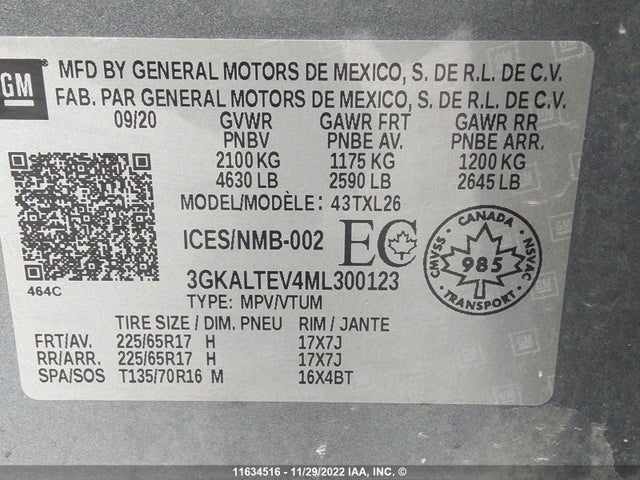 GM
MFD BY GENERAL MOTORS DE MEXICO, S. DE R.L. DE C.V.
FAB. PAR GENERAL MOTORS DE MEXICO, S. DE R.L. DE C.V.
09/20 GVWR GAWR FRT GAWR RR
PNBV PNBE AV. PNBE ARR.
2100 KG 1175 KG 1200 KG
4630 LB 2590 LB 2645 LB
MODEL/MODÈLE: 43TXL26
ICES/NMB-002 EC
CANADA
CMVSS 985 NSVAC
TRANSPORT
464C
3GKALTEV4ML300123
TYPE: MPV/VTUM
TIRE SIZE / DIM. PNEU RIM / JANTE
FRT/AV. 225/65R17 H 17X7J
RR/ARR. 225/65R17 H 17X7J
SPA/SOS T135/70R16 M 16X4BT
11634516 - 11/29/2022 IAA, INC. ©